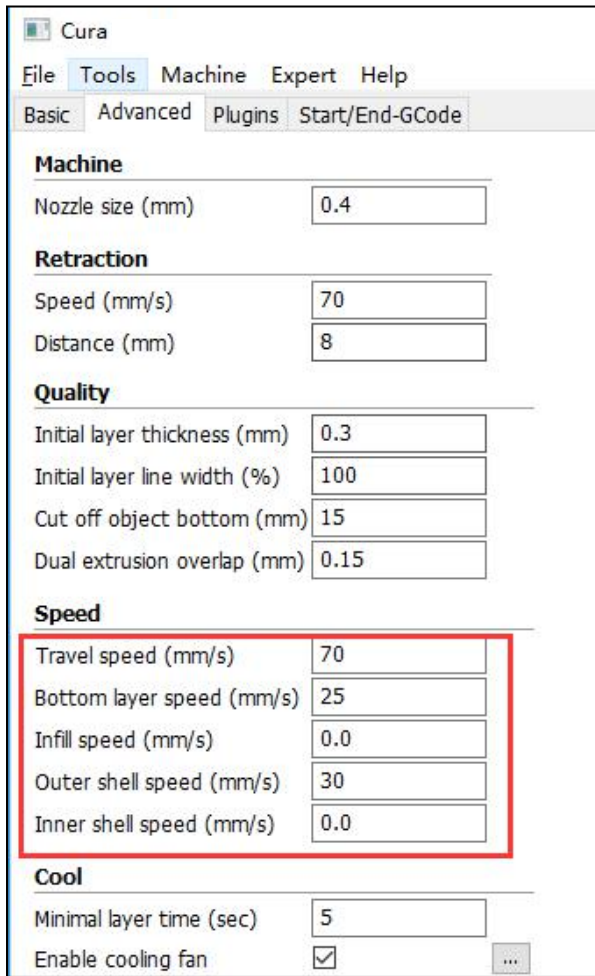 Cura
File Tools Machine Expert Help
Basic Advanced Plugins Start/End-GCode
Machine
Nozzle size (mm) 0.4
Retraction
Speed (mm/s) 70
Distance (mm) 8
Quality
Initial layer thickness (mm) 0.3
Initial layer line width (%) 100
Cut off object bottom (mm) 15
Dual extrusion overlap (mm) 0.15
Speed
Travel speed (mm/s) 70
Bottom layer speed (mm/s) 25
Infill speed (mm/s) 0.0
Outer shell speed (mm/s) 30
Inner shell speed (mm/s) 0.0
Cool
Minimal layer time (sec) 5
Enable cooling fan ...